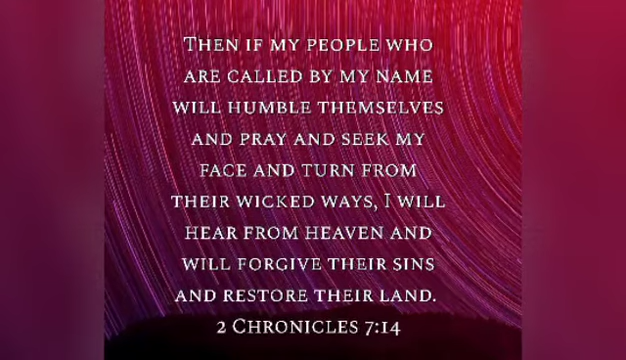 Then if my people who
are called by my name
will humble themselves
and pray and seek my
face and turn from
their wicked ways, I will
hear from heaven and
will forgive their sins
and restore their land.
2 Chronicles 7:14